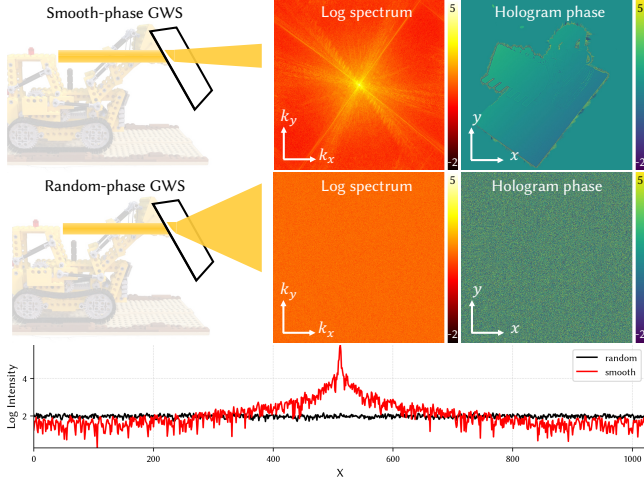 Smooth-phase GWS
Log spectrum
5
Hologram phase
5
k_y
k_x
-2
y
x
-2
Random-phase GWS
Log spectrum
5
Hologram phase
5
k_y
k_x
-2
y
x
-2
Log Intensity
4
2
random
smooth
0 200 400 600 800 1000
X